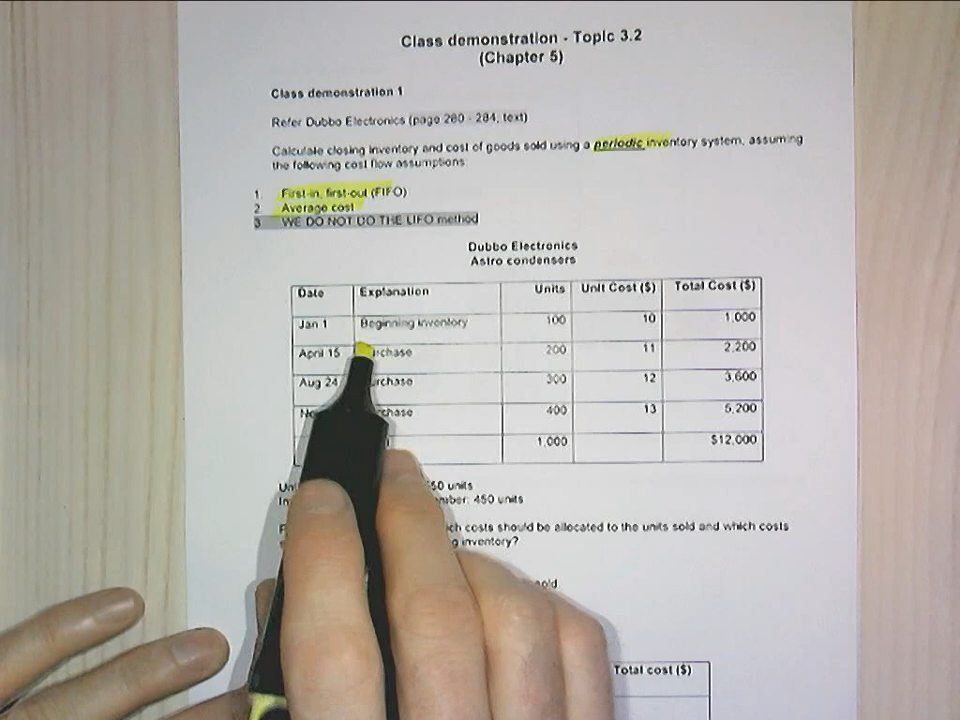 Class demonstration - Topic 3.2
(Chapter 5)
Class demonstration 1
Refer Dubbo Electronics (page 280 - 284, text)
Calculate closing inventory and cost of goods sold using a periodic inventory system, assuming
the following cost flow assumptions
1 First-in, first-out (FIFO)
2 Average cost
3 WE DO NOT DO THE LIFO method
Dubbo Electronics
Astro condensers
Date Explanation Units Unit Cost ($) Total Cost ($)
Jan 1 Beginning inventory 100 10 1,000
April 15 rchase 200 11 2,200
Aug 24 urchase 300 12 3,600
chase 400 13 5,200
1,000 $12,000
50 units
mber: 450 units
ch costs should be allocated to the units sold and which costs
g inventory?
sold
Total cost ($)